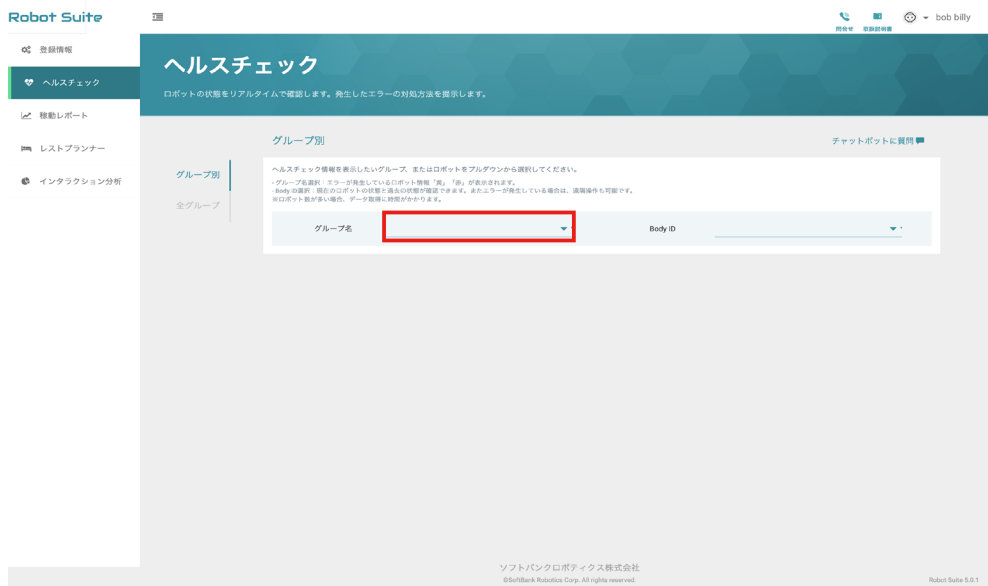 Robot Suite
問合せ
取扱説明書
bob billy
登録情報
ヘルスチェック
稼動レポート
レストプランナー
インタラクション分析
ヘルスチェック
ロボットの状態をリアルタイムで確認します。発生したエラーの対処方法を提示します。
グループ別
全グループ
グループ別
チャットボットに質問
ヘルスチェック情報を表示したいグループ、またはロボットをプルダウンから選択してください。
・グループ名選択：エラーが発生しているロボット情報「黄」「赤」が表示されます。
・Body ID選択：現在のロボットの状態と過去の状態が確認できます。またエラーが発生している場合は、遠隔操作も可能です。
※ロボット数が多い場合、データ取得に時間がかかります。
グループ名
Body ID
ソフトバンクロボティクス株式会社
©SoftBank Robotics Corp. All rights reserved.
Robot Suite 5.0.1